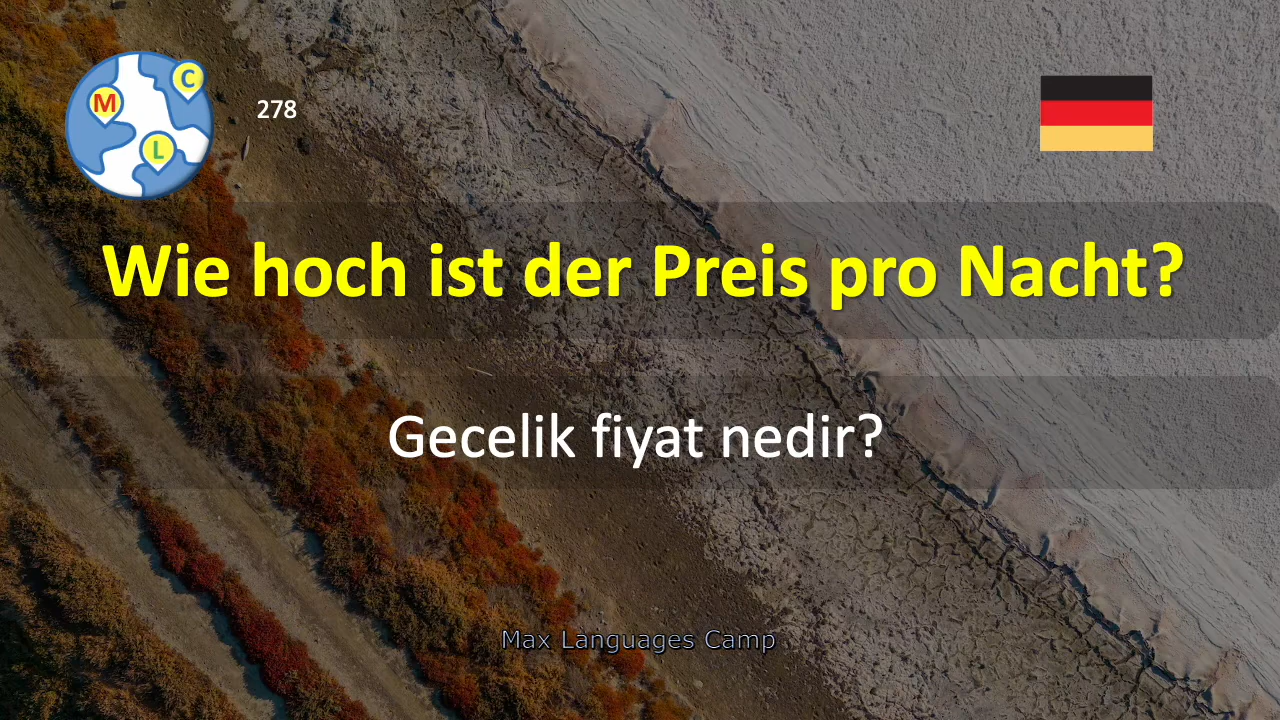 M
C
L
278
Wie hoch ist der Preis pro Nacht?
Gecelik fiyat nedir?
Max Languages Camp